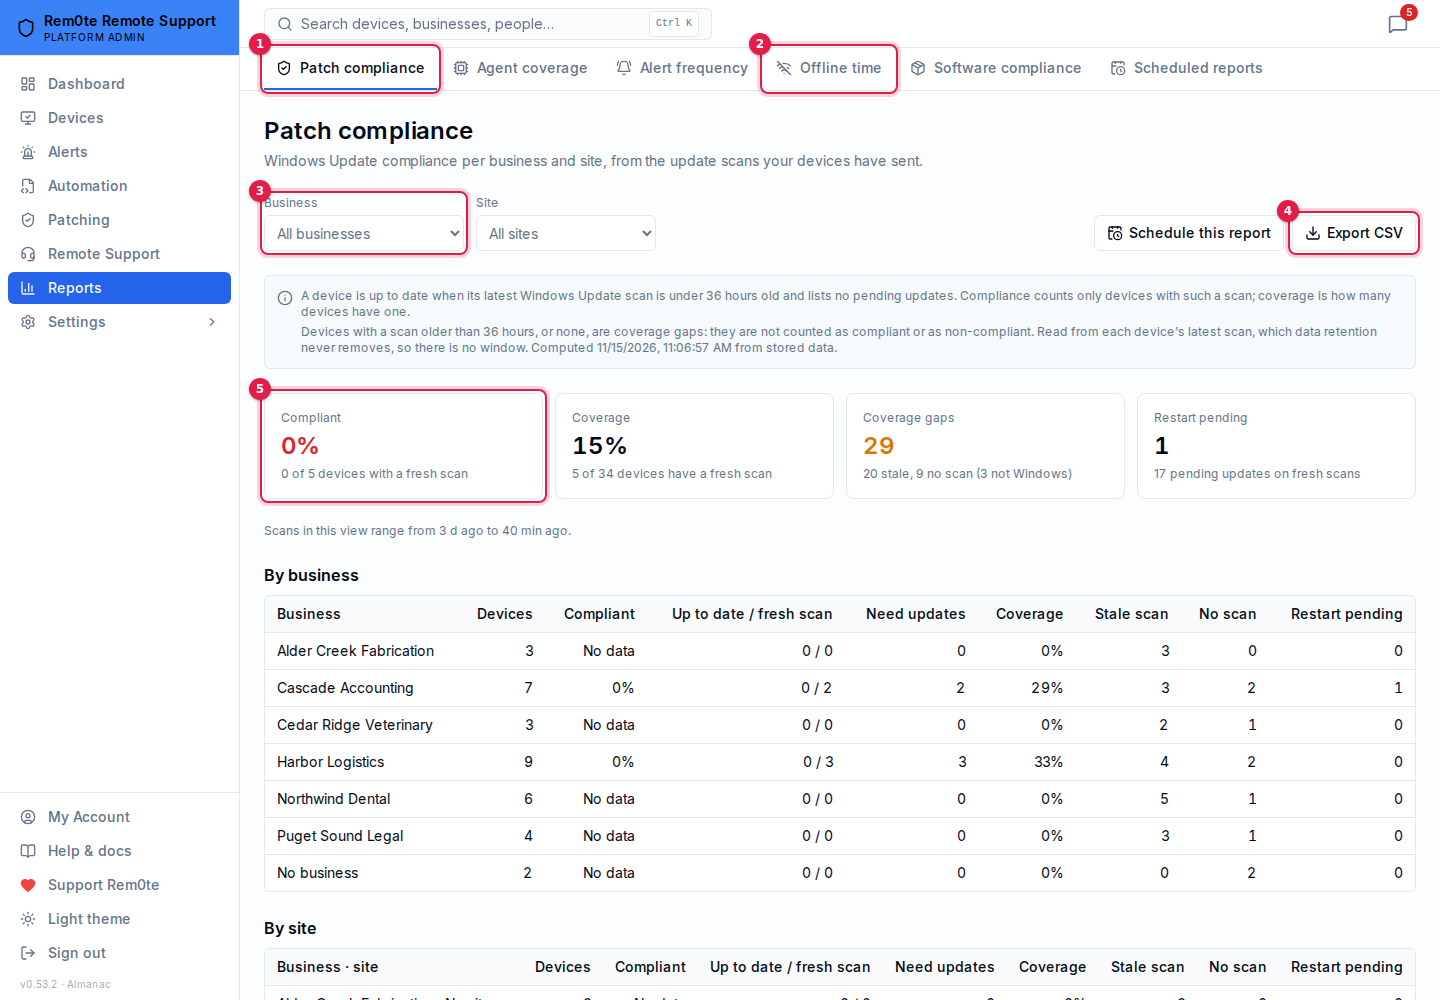 Rem0te Remote Support
PLATFORM ADMIN
Dashboard
Devices
Alerts
Automation
Patching
Remote Support
Reports
Settings
My Account
Help & docs
Support Rem0te
Light theme
Sign out
v0.53.2 · Almanac
Search devices, businesses, people...
Ctrl K
5
1
2
Patch compliance
Agent coverage
Alert frequency
Offline time
Software compliance
Scheduled reports
Patch compliance
Windows Update compliance per business and site, from the update scans your devices have sent.
3
Business
Site
All businesses
All sites
4
Schedule this report
Export CSV
A device is up to date when its latest Windows Update scan is under 36 hours old and lists no pending updates. Compliance counts only devices with such a scan; coverage is how many
devices have one.
Devices with a scan older than 36 hours, or none, are coverage gaps: they are not counted as compliant or as non-compliant. Read from each device's latest scan, which data retention
never removes, so there is no window. Computed 11/15/2026, 11:06:57 AM from stored data.
5
Compliant
0%
0 of 5 devices with a fresh scan
Coverage
15%
5 of 34 devices have a fresh scan
Coverage gaps
29
20 stale, 9 no scan (3 not Windows)
Restart pending
1
17 pending updates on fresh scans
Scans in this view range from 3 d ago to 40 min ago.
By business
Business Devices Compliant Up to date / fresh scan Need updates Coverage Stale scan No scan Restart pending
Alder Creek Fabrication 3 No data 0 / 0 0 0% 3 0 0
Cascade Accounting 7 0% 0 / 2 2 29% 3 2 1
Cedar Ridge Veterinary 3 No data 0 / 0 0 0% 2 1 0
Harbor Logistics 9 0% 0 / 3 3 33% 4 2 0
Northwind Dental 6 No data 0 / 0 0 0% 5 1 0
Puget Sound Legal 4 No data 0 / 0 0 0% 3 1 0
No business 2 No data 0 / 0 0 0% 0 2 0
By site
Business · site Devices Compliant Up to date / fresh scan Need updates Coverage Stale scan No scan Restart pending